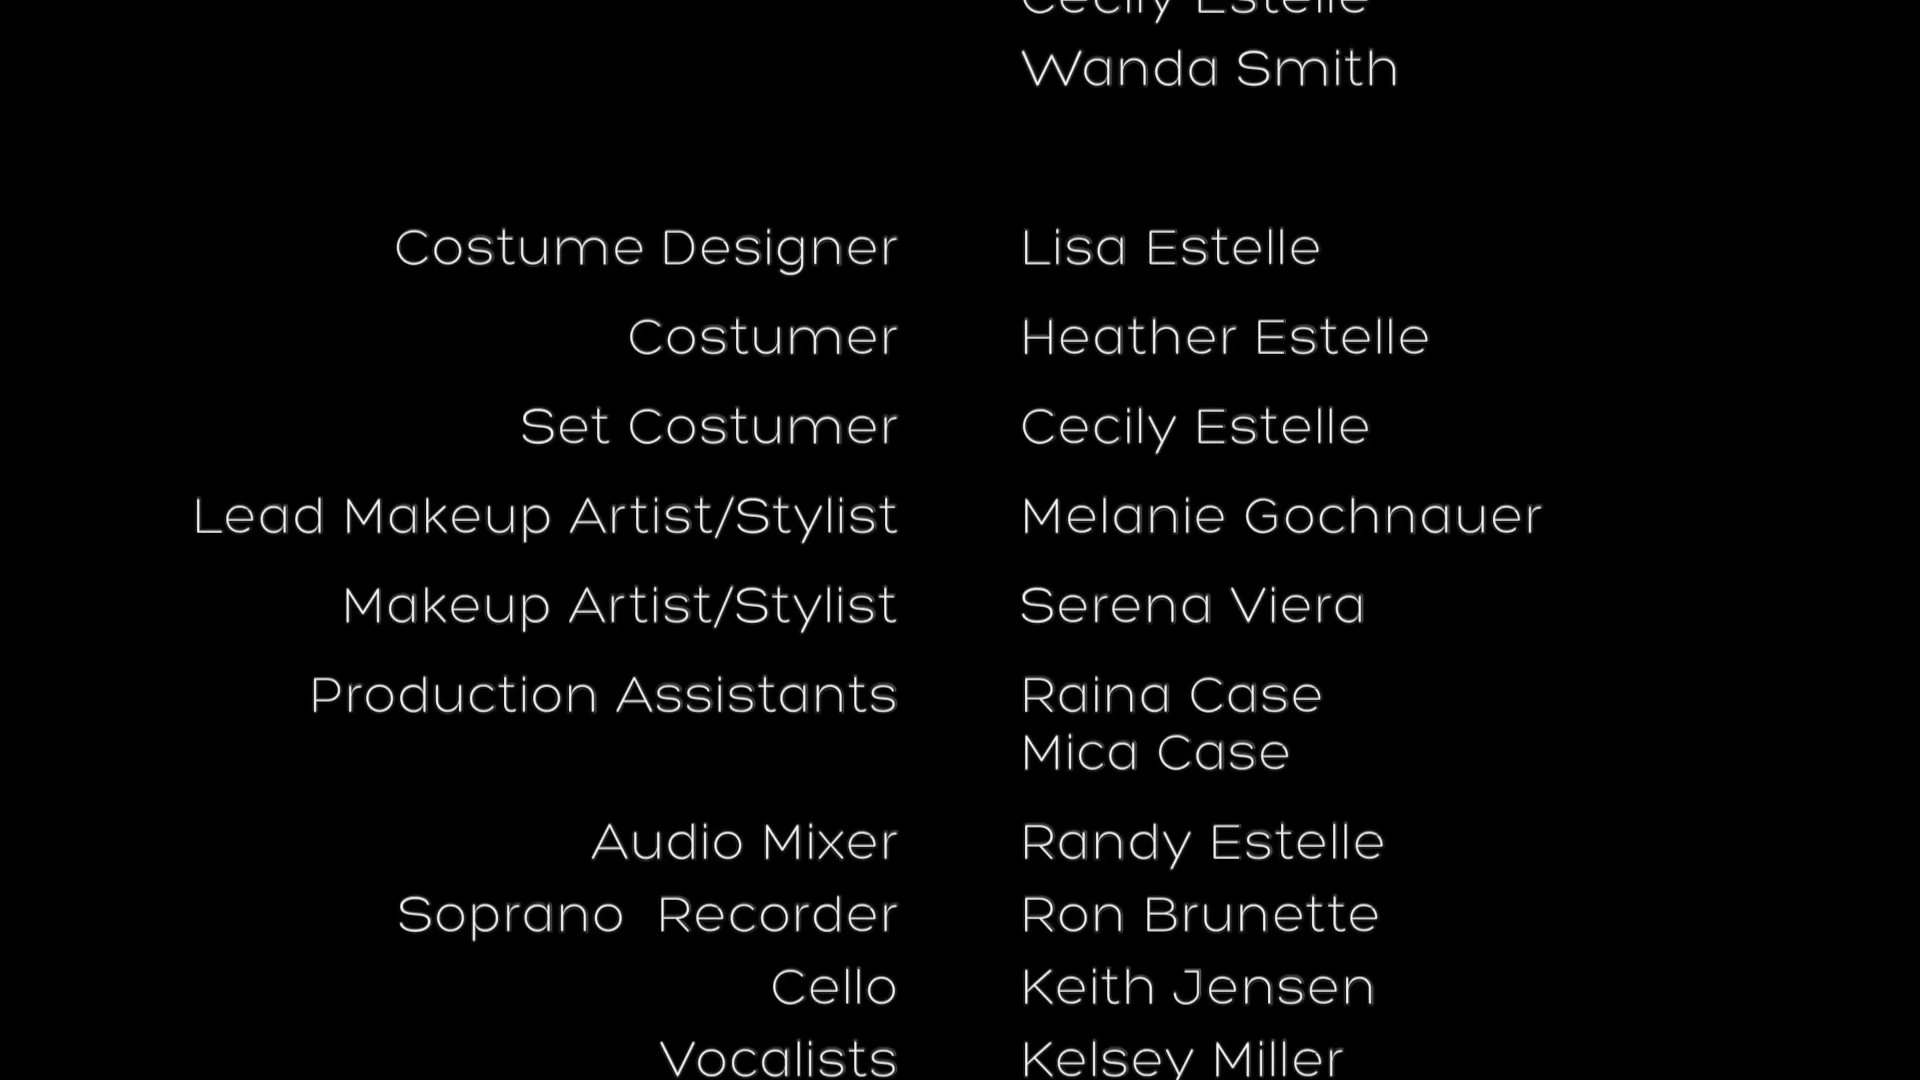 Cecily Estelle
Wanda Smith
Costume Designer Lisa Estelle
Costumer Heather Estelle
Set Costumer Cecily Estelle
Lead Makeup Artist/Stylist Melanie Gochnauer
Makeup Artist/Stylist Serena Viera
Production Assistants Raina Case
Mica Case
Audio Mixer Randy Estelle
Soprano  Recorder Ron Brunette
Cello Keith Jensen
Vocalists Kelsey Miller